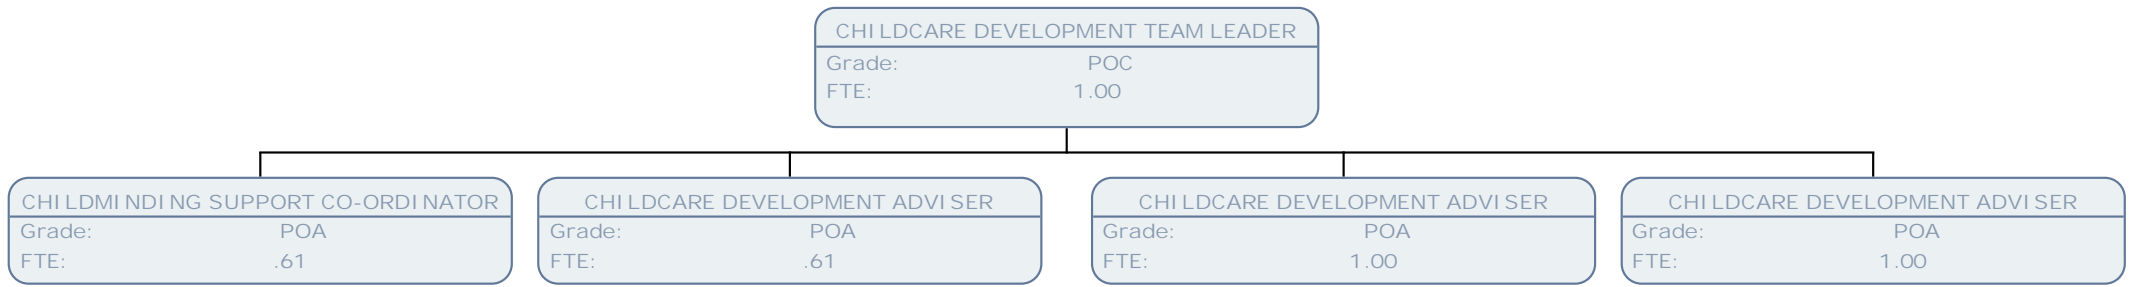 CHILDCARE DEVELOPMENT TEAM LEADER
Grade: POC
FTE: 1.00
CHILDMINDING SUPPORT CO-ORDINATOR
Grade: POA
FTE: .61
CHILDCARE DEVELOPMENT ADVISER
Grade: POA
FTE: .61
CHILDCARE DEVELOPMENT ADVISER
Grade: POA
FTE: 1.00
CHILDCARE DEVELOPMENT ADVISER
Grade: POA
FTE: 1.00